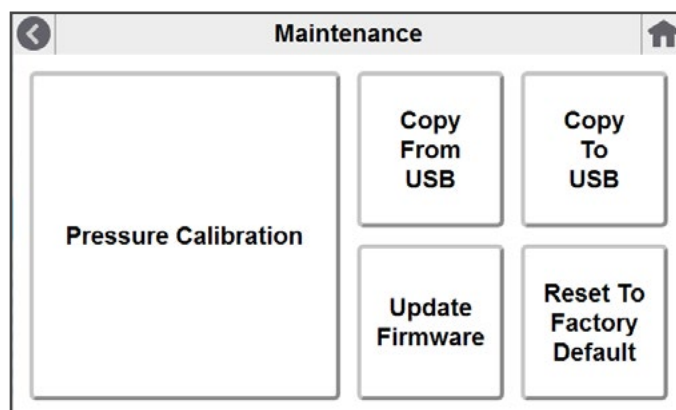 Maintenance
Pressure Calibration
Copy
From
USB
Copy
To
USB
Update
Firmware
Reset To
Factory
Default